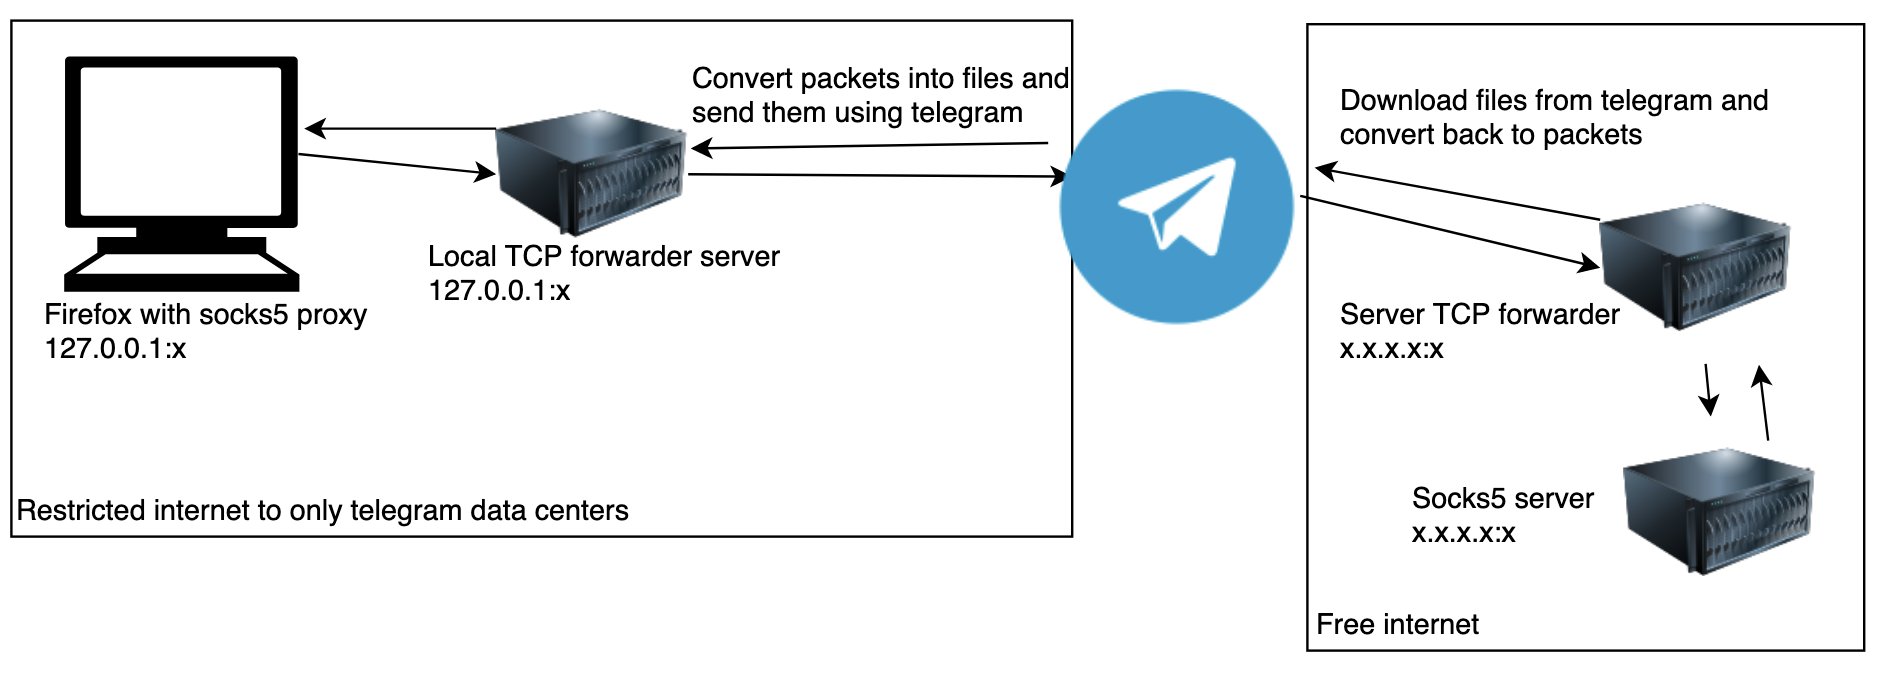 Convert packets into files and
send them using telegram
Firefox with socks5 proxy
127.0.0.1:x
Local TCP forwarder server
127.0.0.1:x
Restricted internet to only telegram data centers
Download files from telegram and
convert back to packets
Server TCP forwarder
x.x.x.x:x
Socks5 server
x.x.x.x:x
Free internet